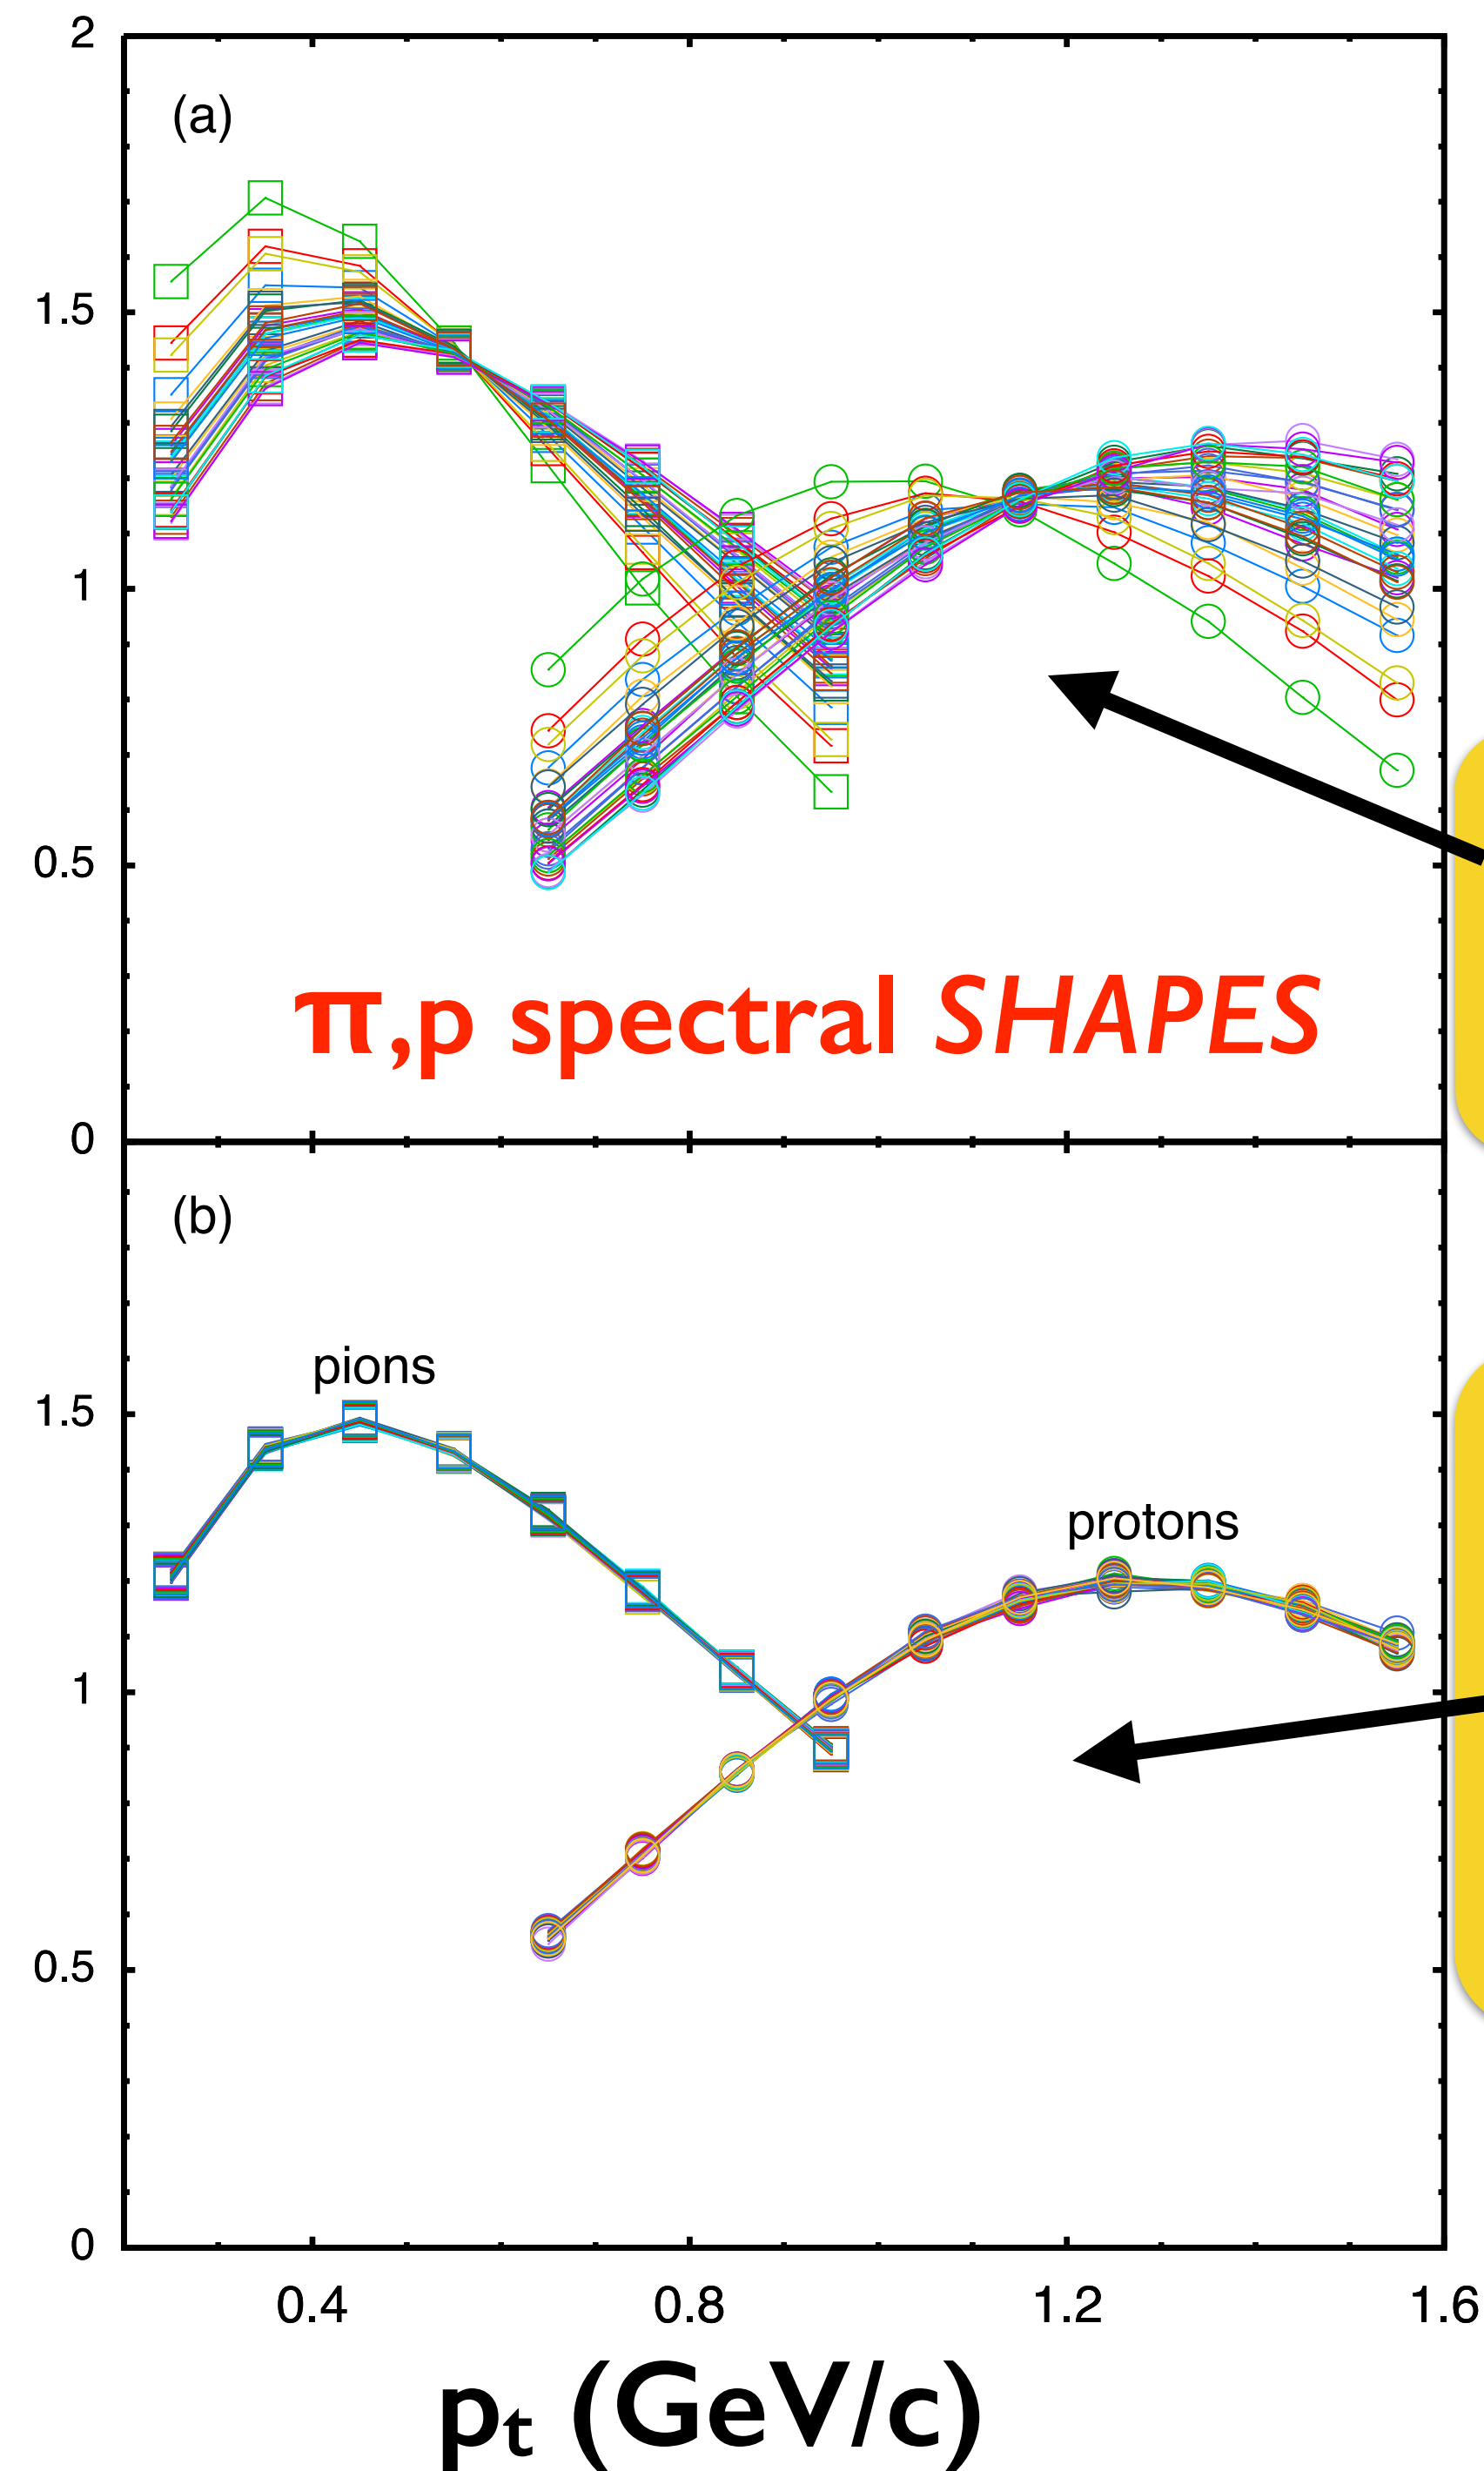 2
(a)
1.5
1
0.5
π,p spectral SHAPES
0
(b)
pions
1.5
protons
1
0.5
0
0.4 0.8 1.2 1.6
pt (GeV/c)